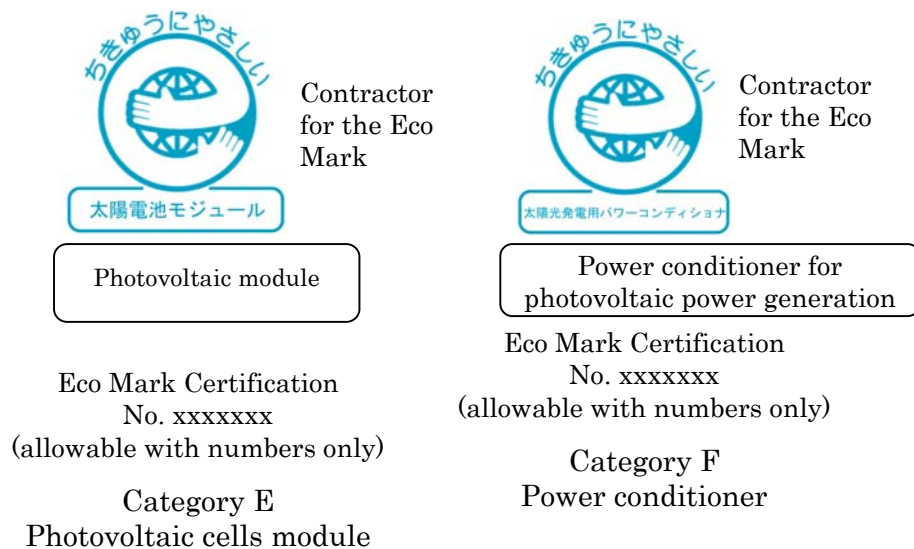 ちきゅうにやさしい
Contractor
for the Eco
Mark
太陽電池モジュール
Photovoltaic module
Eco Mark Certification
No. xxxxxxx
(allowable with numbers only)
Category E
Photovoltaic cells module
ちきゅうにやさしい
Contractor
for the Eco
Mark
太陽光発電用パワーコンディショナ
Power conditioner for
photovoltaic power generation
Eco Mark Certification
No. xxxxxxx
(allowable with numbers only)
Category F
Power conditioner